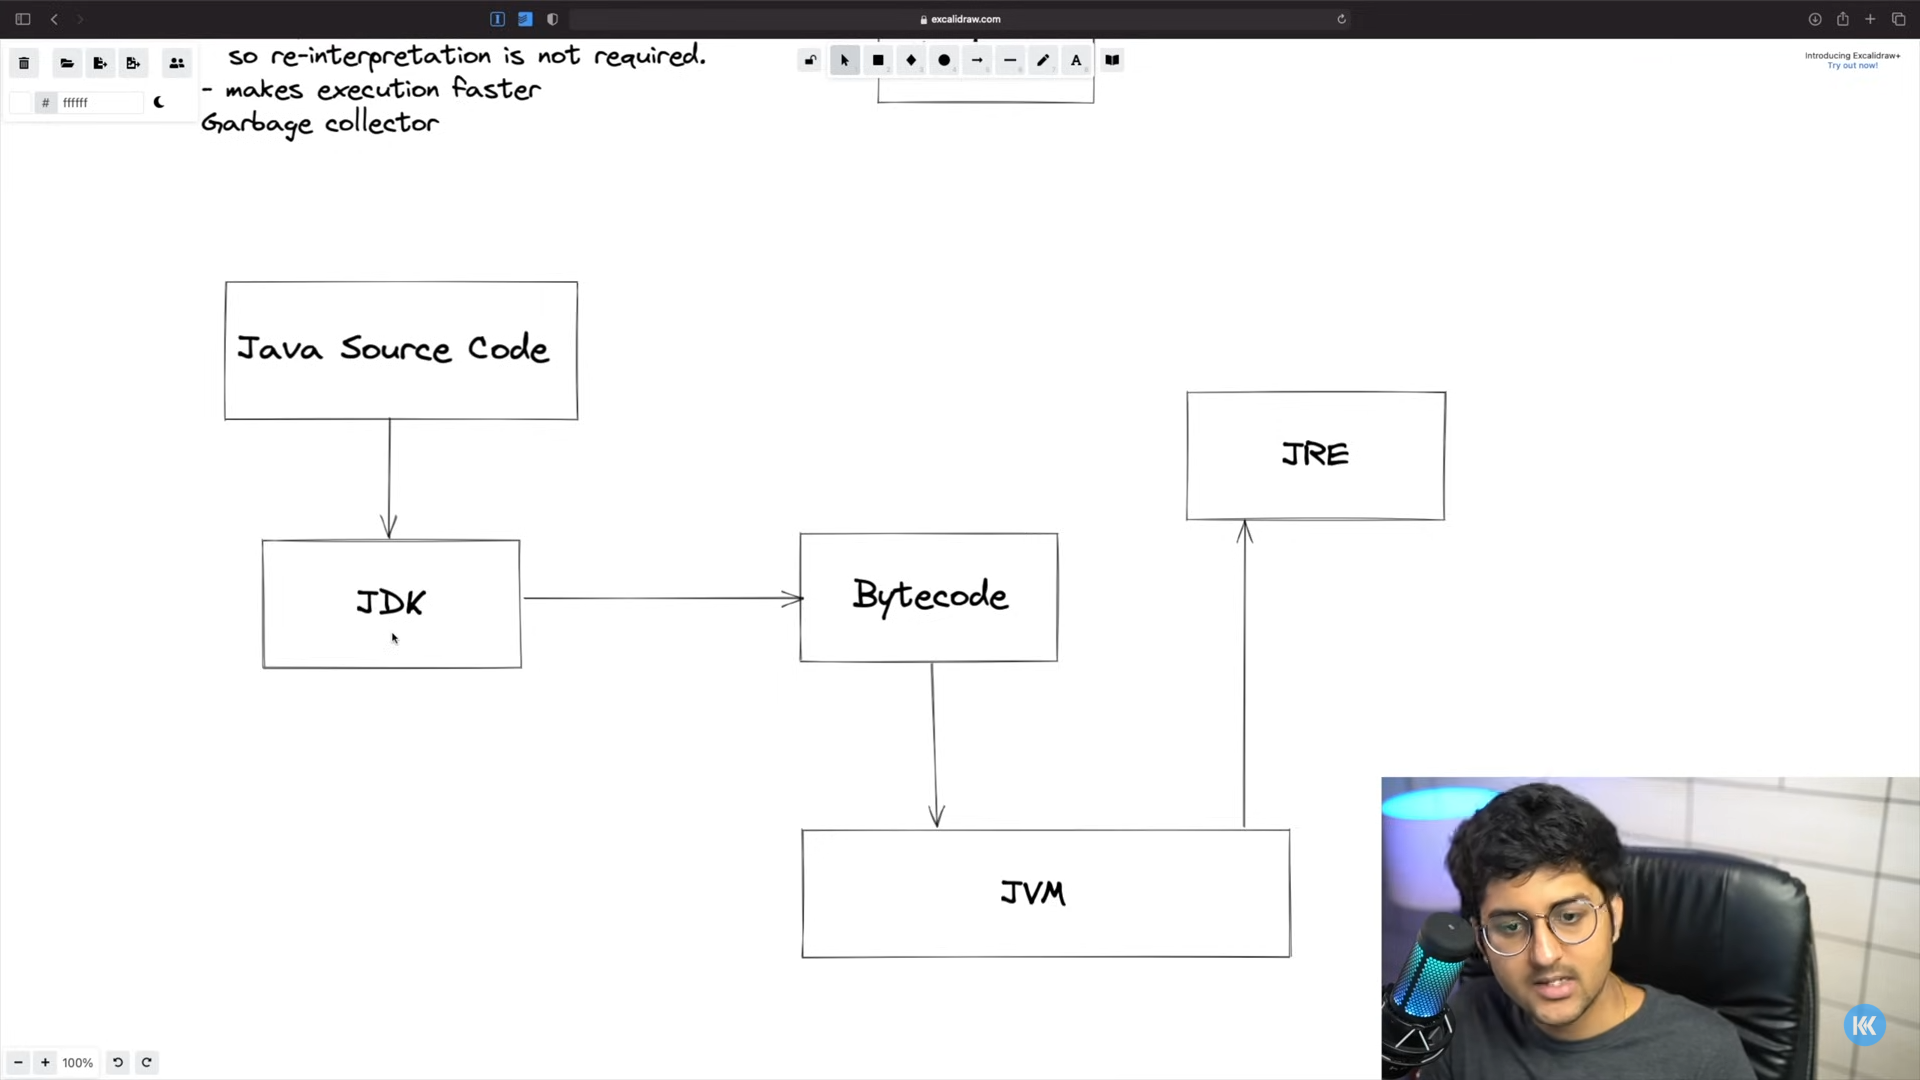 excalidraw.com
so re-interpretation is not required.
- makes execution faster
Garbage collector
# ffffff
A
Introducing Excalidraw+
Try out now!
Java Source Code
JRE
JDK
Bytecode
JVM
KK
- + 100%